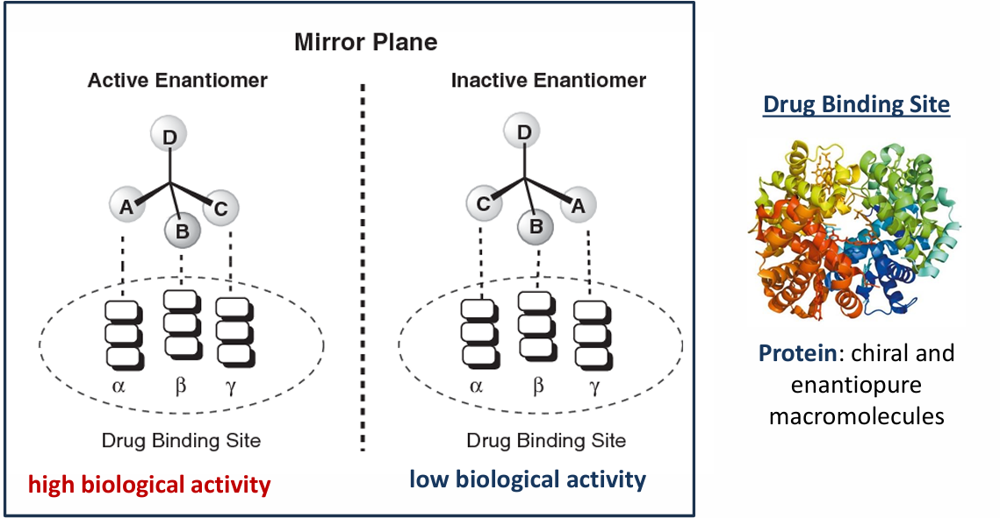 Mirror Plane
Active Enantiomer
D
A
C
B
α
β
γ
Drug Binding Site
high biological activity
Inactive Enantiomer
D
C
A
B
α
β
γ
Drug Binding Site
low biological activity
Drug Binding Site
Protein: chiral and
enantiopure
macromolecules